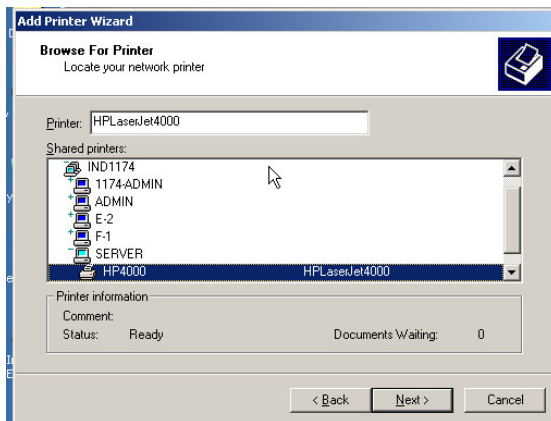 Add Printer Wizard
Browse For Printer
Locate your network printer
Printer: HPLaserJet4000
Shared printers:
IND1174
1174-ADMIN
ADMIN
E-2
F-1
SERVER
HP4000 HPLaserJet4000
Printer information
Comment:
Status: Ready Documents Waiting: 0
< Back Next > Cancel